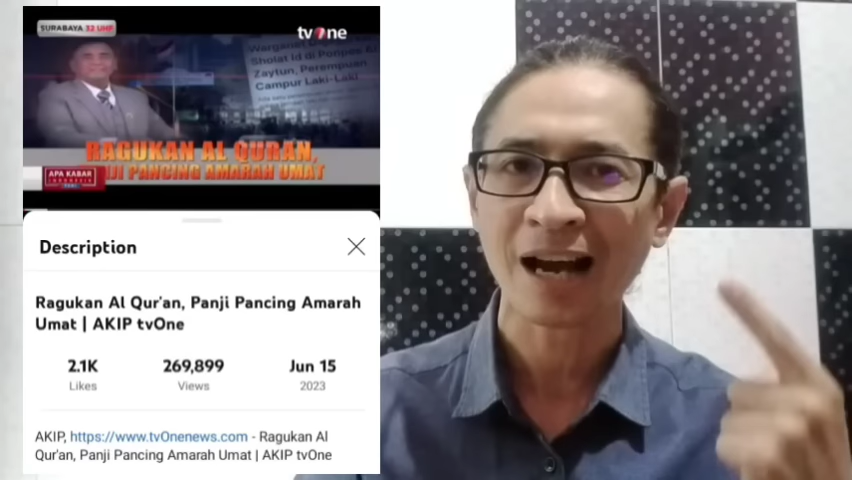 SURABAYA 32 UHP
tvOne
Warganet
Sholat Id di Ponpes Al
Zaytun, Perempuan
Campur Laki-Laki
RAGUKAN AL QURAN,
PANJI PANCING AMARAH UMAT
APA KABAR
INDONESIA
Description
Ragukan Al Qur'an, Panji Pancing Amarah
Umat | AKIP tvOne
2.1K
269,899
Jun 15
Likes
Views
2023
AKIP, https://www.tvOnenews.com - Ragukan Al
Qur'an, Panji Pancing Amarah Umat | AKIP tvOne